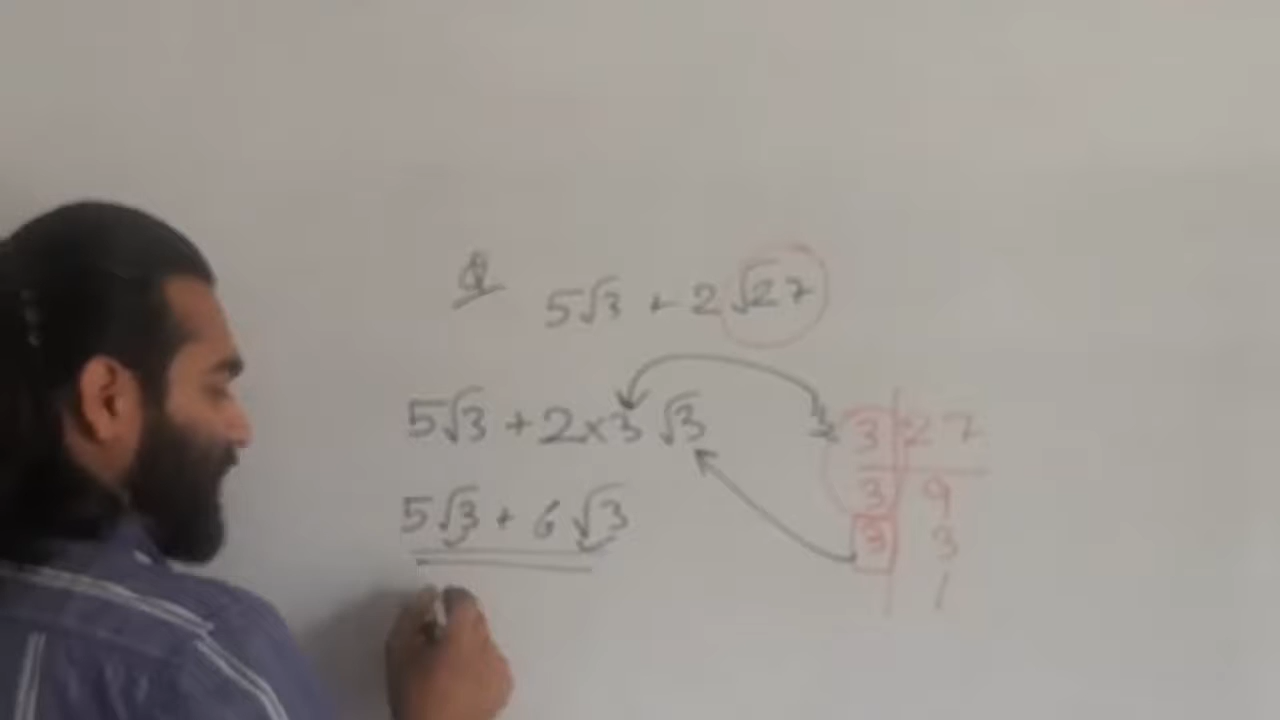 Q 5√3 + 2√27
5√3 + 2×3 √3
5√3 + 6√3
3 | 27
3 | 9
3 | 3
| 1